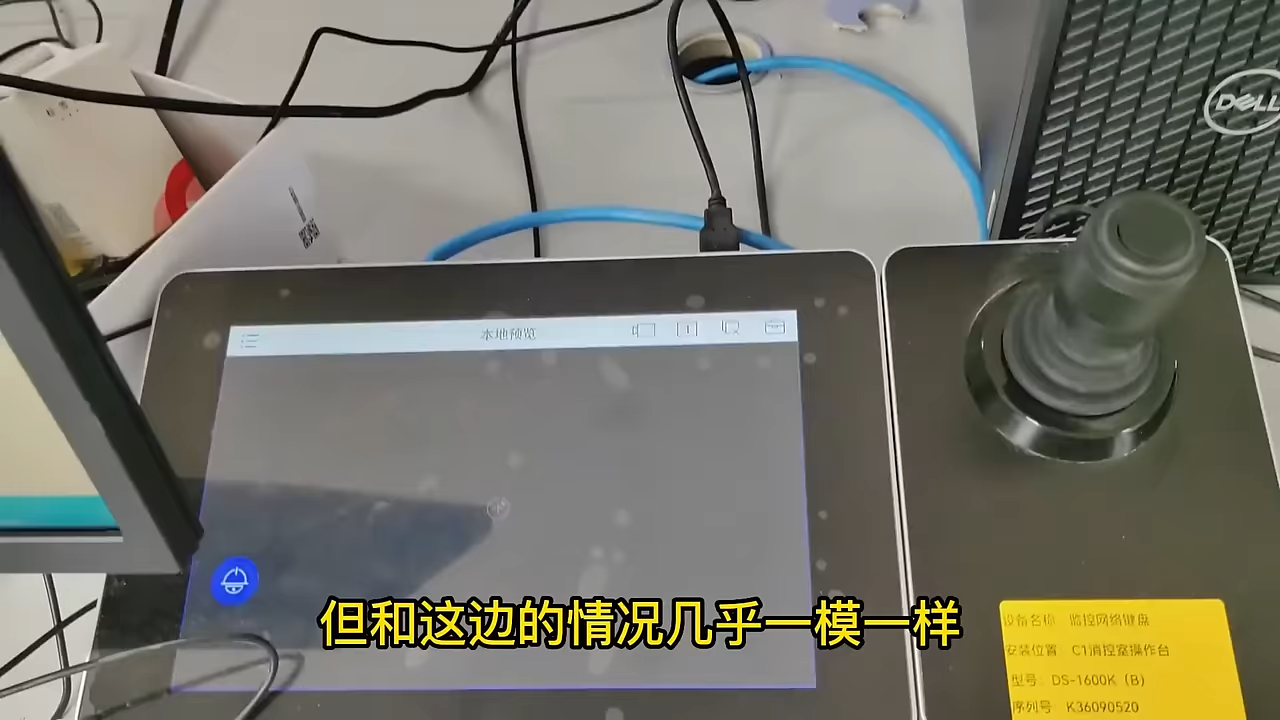 DELL
本地预览
但和这边的情况几乎一模一样
设备名称 监控网络键盘
安装位置 C1消控室操作台
型号: DS-1600K（B）
序列号 K36090520